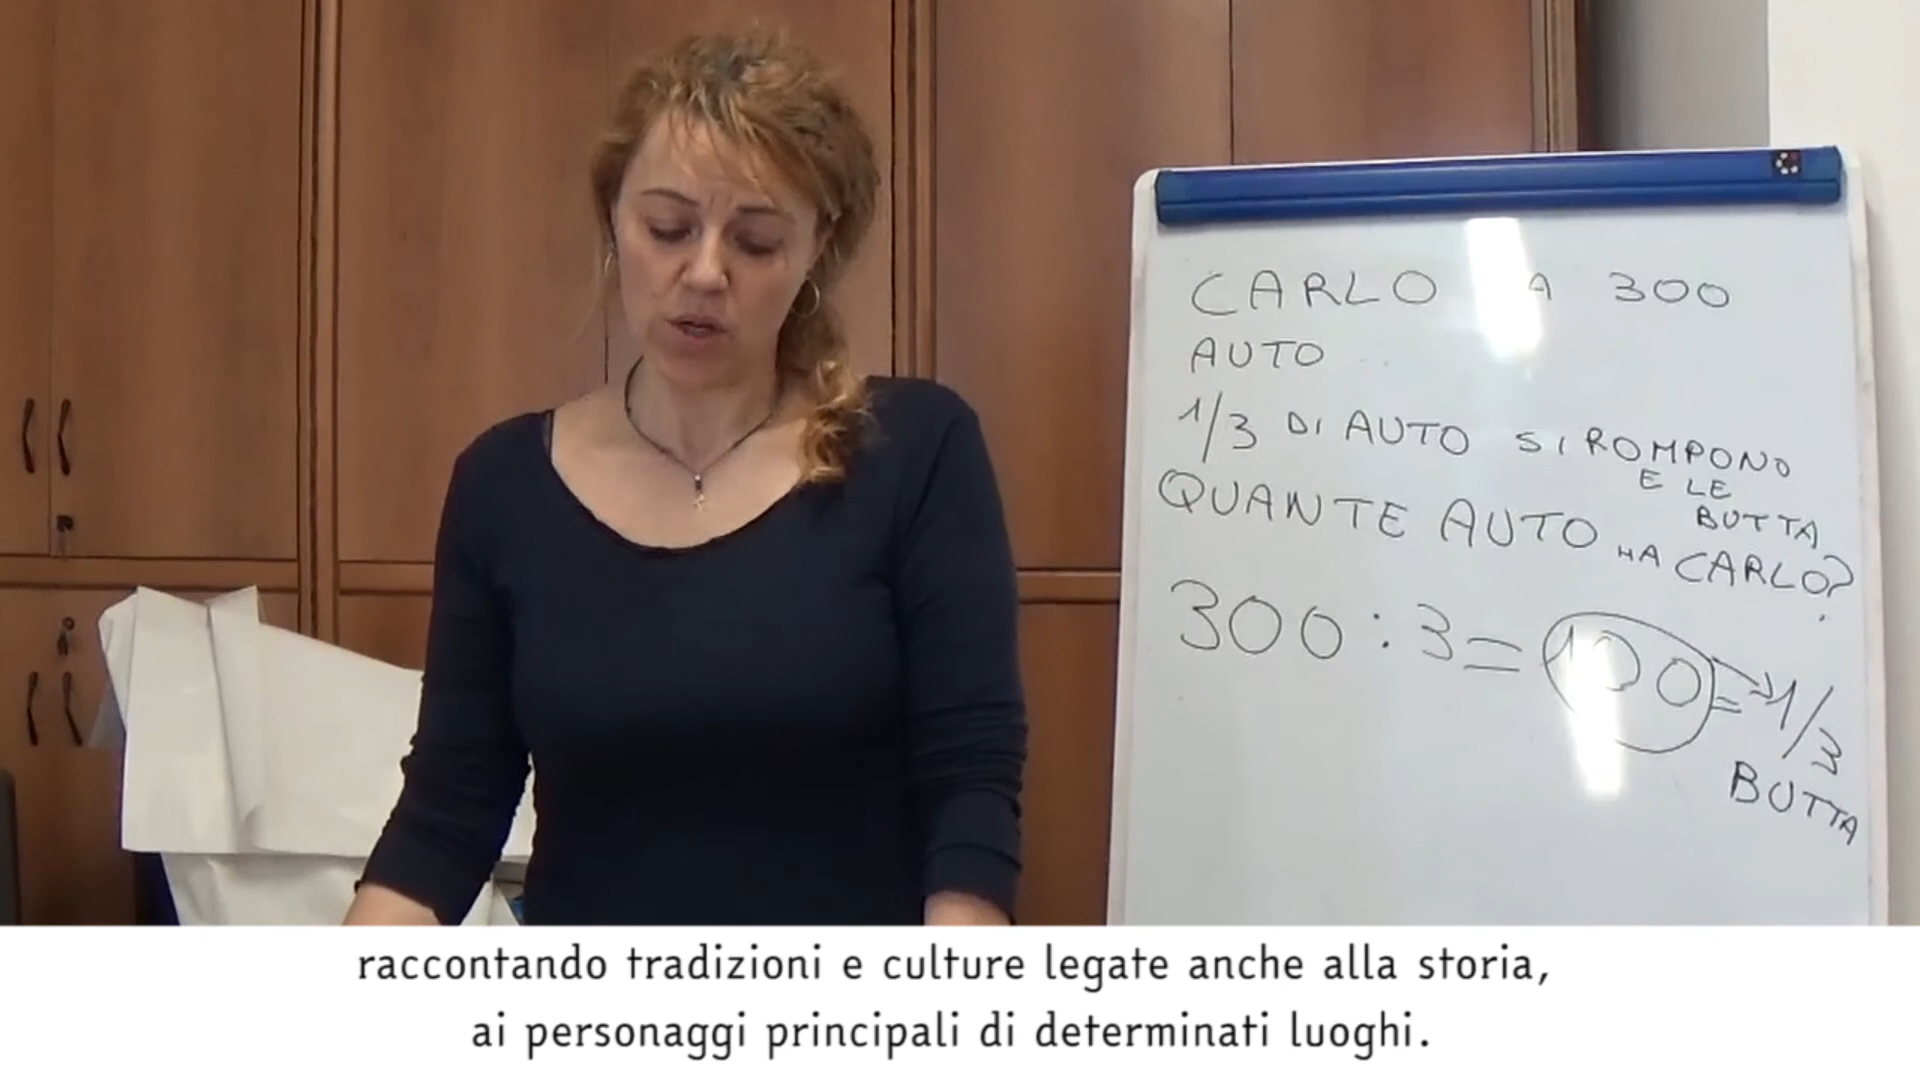 CARLO A 300
AUTO
1/3 DI AUTO SI ROMPONO
E LE
BUTTA
QUANTE AUTO HA CARLO?
300:3=100=1/3
BUTTA
raccontando tradizioni e culture legate anche alla storia,
ai personaggi principali di determinati luoghi.